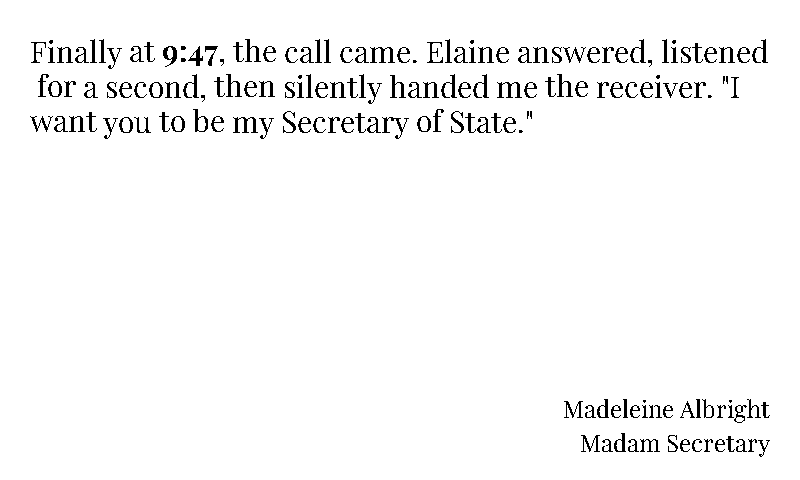 Finally at 9:47, the call came. Elaine answered, listened
for a second, then silently handed me the receiver. "I
want you to be my Secretary of State."
Madeleine Albright
Madam Secretary